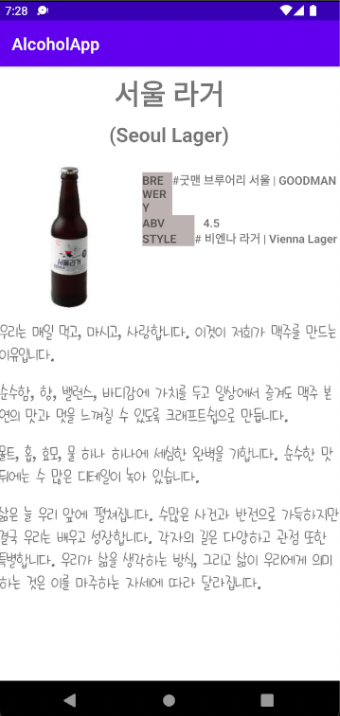 7:28
AlcoholApp
서울 라거
(Seoul Lager)
BRE
WER
Y
#굿맨 브루어리 서울 | GOODMAN
ABV 4.5
STYLE # 비엔나 라거 | Vienna Lager
서울라거
우리는 매일 먹고, 마시고, 사랑합니다. 이것이 저희가 맥주를 만드는
이유입니다.
순수함, 향, 밸런스, 바디감에 가치를 두고 일상에서 즐겨도 맥주 본
연의 맛과 멋을 느껴질 수 있도록 크래프트쉽으로 만듭니다.
몰트, 홉, 효모, 물 하나 하나에 세심한 완벽을 기합니다. 순수한 맛
뒤에는 수 많은 디테일이 녹아 있습니다.
삶은 늘 우리 앞에 펼쳐집니다. 수많은 사건과 반전으로 가득하지만
결국 우리는 배우고 성장합니다. 각자의 길은 다양하고 관점 또한
특별합니다. 우리가 삶을 생각하는 방식, 그리고 삶이 우리에게 의미
하는 것은 이를 마주하는 자세에 따라 달라집니다.